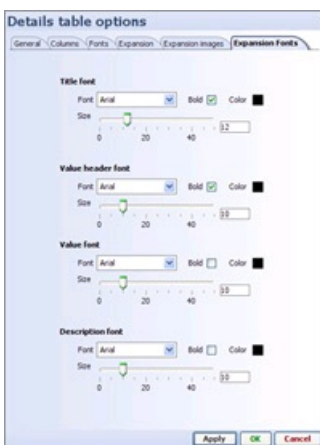 Details table options
General Columns Fonts Expansion Expansion images Expansion Fonts
Title font
Font Arial Bold Color
Size
0 20 40 12
Value header font
Font Arial Bold Color
Size
0 20 40 10
Value font
Font Arial Bold Color
Size
0 20 40 10
Description font
Font Arial Bold Color
Size
0 20 40 10
Apply OK Cancel